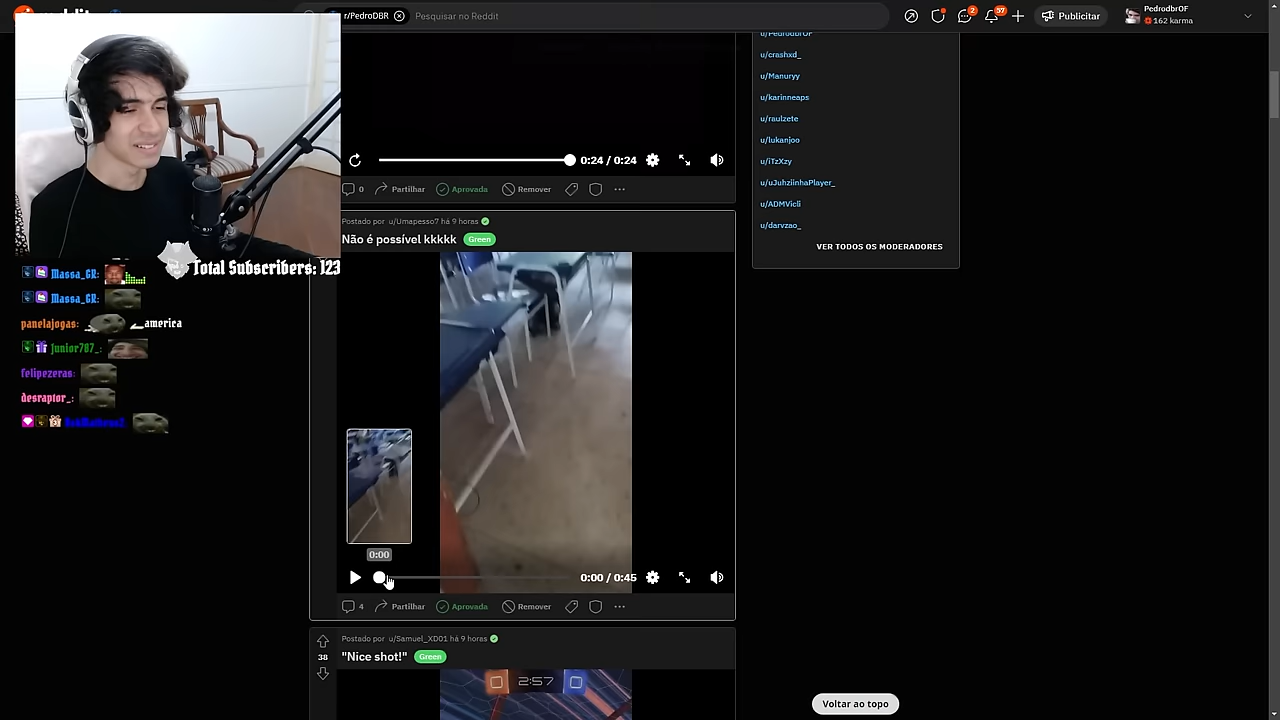 r/PedroDBR
Pesquisar no Reddit
2
57
Publicitar
PedrodbrOF
162 karma
u/PedrodbrOF
u/crashxd_
u/Manuryy
u/karinneaps
u/raulzete
u/lukanjoo
u/iTzXzy
u/uJuhziinhaPlayer_
u/ADMVicli
u/darvzao_
VER TODOS OS MODERADORES
0:24 / 0:24
0 Partilhar Aprovada Remover
Postado por u/Umapesso7 há 9 horas
Não é possível kkkkk Green
Total Subscribers: 123
Massa_GR:
Massa_GR:
panelajogas: america
junior787_:
felipezeras:
desraptor_:
0:00
0:00 / 0:45
4 Partilhar Aprovada Remover
Postado por u/Samuel_XD01 há 9 horas
38
"Nice shot!" Green
2:57
Voltar ao topo